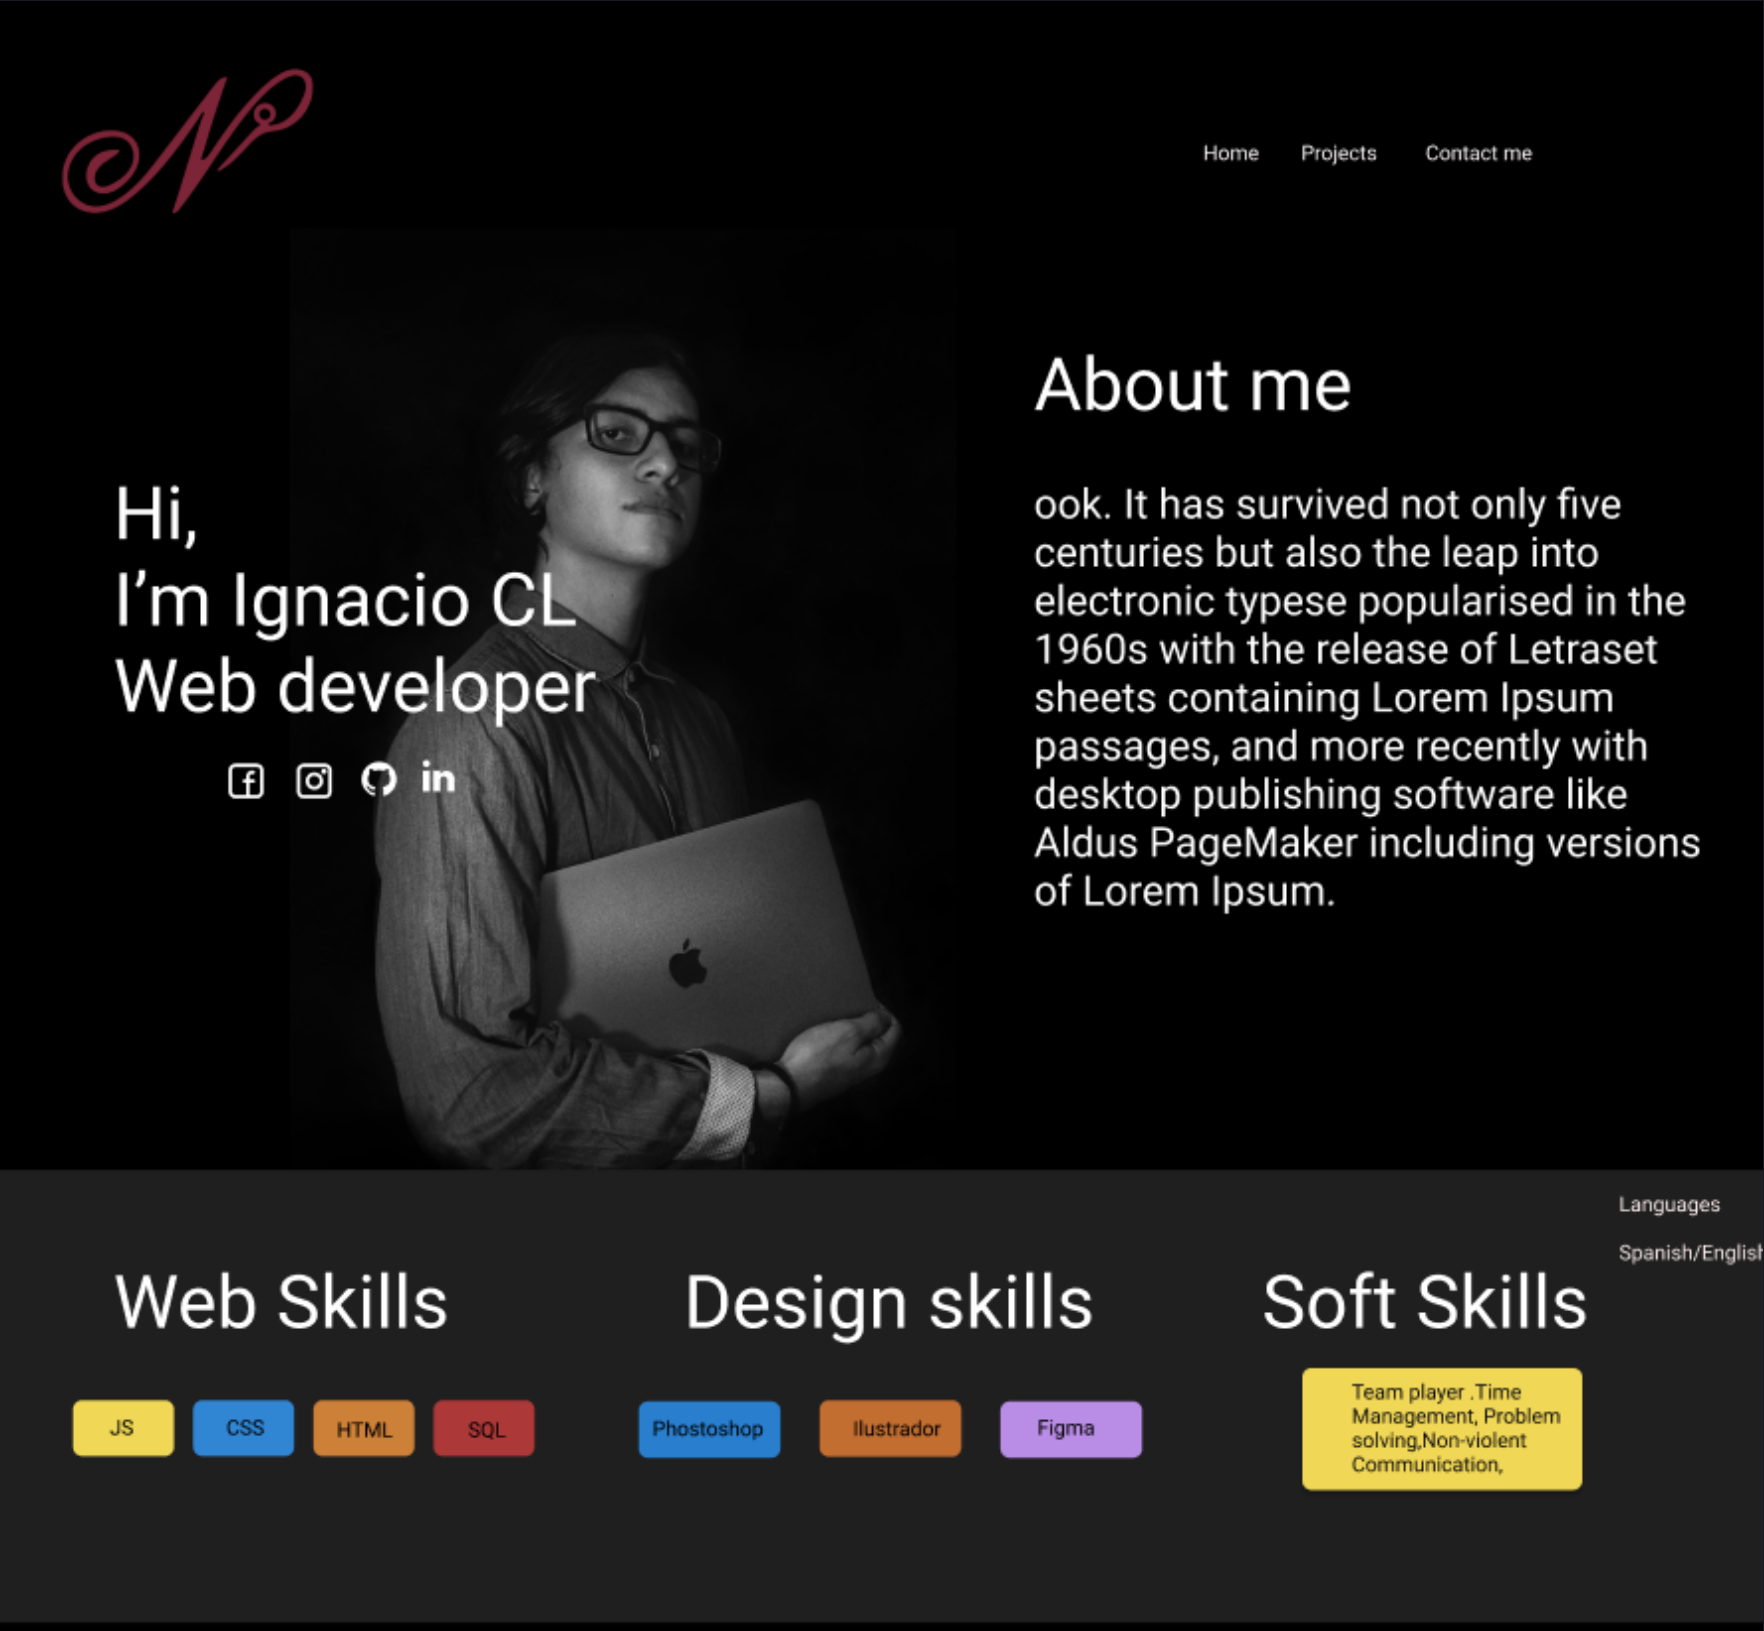 Home Projects Contact me
Hi,
I'm Ignacio CL
Web developer
in
About me
ook. It has survived not only five
centuries but also the leap into
electronic typese popularised in the
1960s with the release of Letraset
sheets containing Lorem Ipsum
passages, and more recently with
desktop publishing software like
Aldus PageMaker including versions
of Lorem Ipsum.
Languages
Spanish/English
Web Skills
JS CSS HTML SQL
Design skills
Phostoshop Ilustrador Figma
Soft Skills
Team player .Time
Management, Problem
solving,Non-violent
Communication,